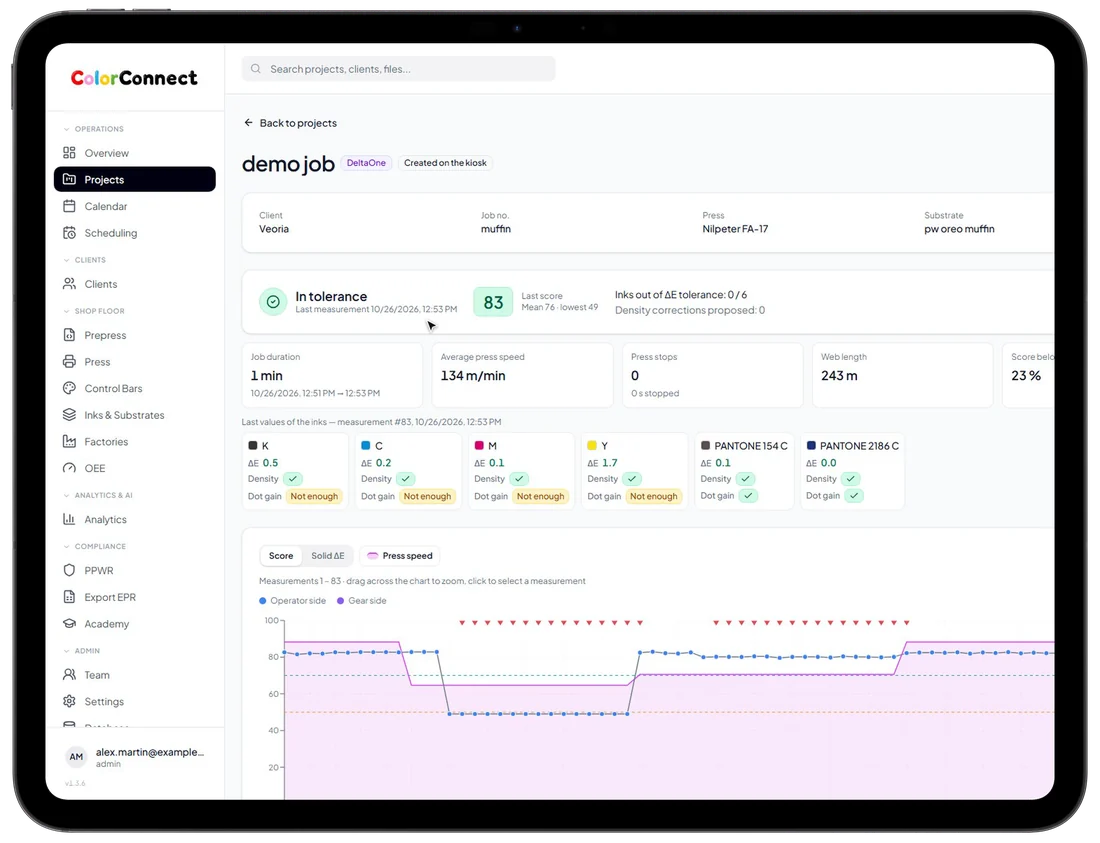 ColorConnect
Search projects, clients, files...
OPERATIONS
Overview
Projects
Calendar
Scheduling
CLIENTS
Clients
SHOP FLOOR
Prepress
Press
Control Bars
Inks & Substrates
Factories
OEE
ANALYTICS & AI
Analytics
COMPLIANCE
PPWR
Export EPR
Academy
ADMIN
Team
Settings
AM
alex.martin@example...
admin
v1.3.6
Back to projects
demo job DeltaOne Created on the kiosk
Client Job no. Press Substrate
Veoria muffin Nilpeter FA-17 pw oreo muffin
In tolerance
Last measurement 10/26/2026, 12:53 PM
83
Last score
Mean 76 · lowest 49
Inks out of ΔE tolerance: 0 / 6
Density corrections proposed: 0
Job duration
1 min
10/26/2026, 12:51 PM → 12:53 PM
Average press speed
134 m/min
Press stops
0
0 s stopped
Web length
243 m
Score belo
23 %
Last values of the inks — measurement #83, 10/26/2026, 12:53 PM
K
ΔE 0.5
Density
Dot gain Not enough
C
ΔE 0.2
Density
Dot gain Not enough
M
ΔE 0.1
Density
Dot gain Not enough
Y
ΔE 1.7
Density
Dot gain Not enough
PANTONE 154 C
ΔE 0.1
Density
Dot gain
PANTONE 2186 C
ΔE 0.0
Density
Dot gain
Score Solid ΔE Press speed
Measurements 1 – 83 · drag across the chart to zoom, click to select a measurement
Operator side Gear side
100
80
60
40
20